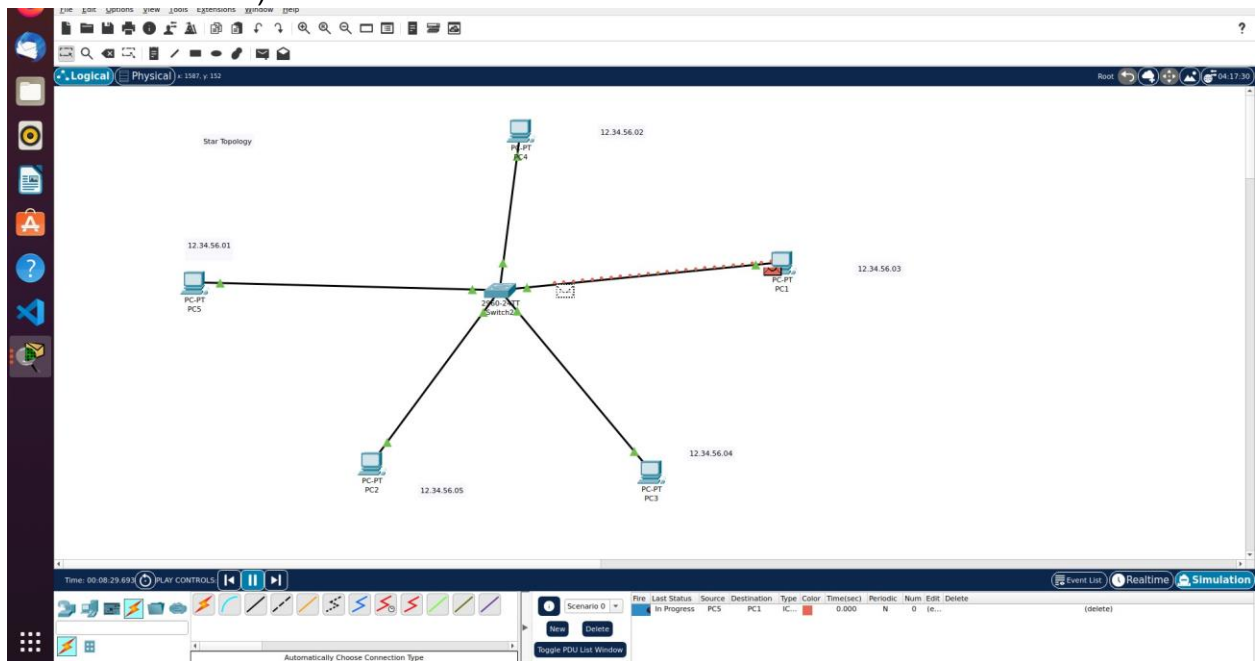 File Edit Options View Tools Extensions Window Help
?
Logical Physical x: 1587, y: 152 Root 04:17:30
Star Topology
PC-PT
PC4
12.34.56.02
12.34.56.01
PC-PT
PC5
2960-24TT
Switch2
PC-PT
PC1
12.34.56.03
PC-PT
PC2
12.34.56.05
12.34.56.04
PC-PT
PC3
Time: 00:08:29.693 PLAY CONTROLS: Event List Realtime Simulation
Scenario 0
New Delete
Toggle PDU List Window
Fire Last Status Source Destination Type Color Time(sec) Periodic Num Edit Delete
In Progress PC5 PC1 IC... 0.000 N 0 (e... (delete)
Automatically Choose Connection Type